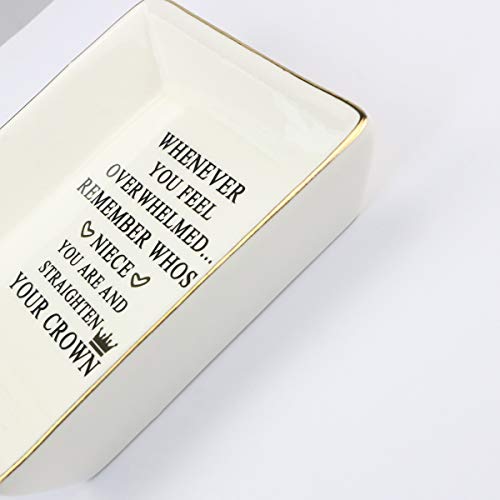 WHENEVER
YOU FEEL
OVERWHELMED...
REMEMBER WHOS
NIECE
YOU ARE AND
STRAIGHTEN
YOUR CROWN